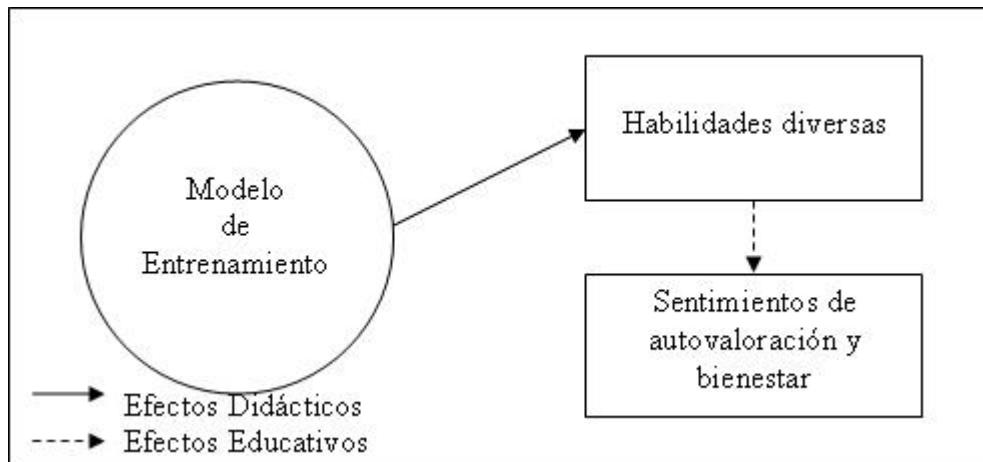 Modelo
de
Entrenamiento
Habilidades diversas
Sentimientos de
autovaloración y
bienestar
Efectos Didácticos
Efectos Educativos